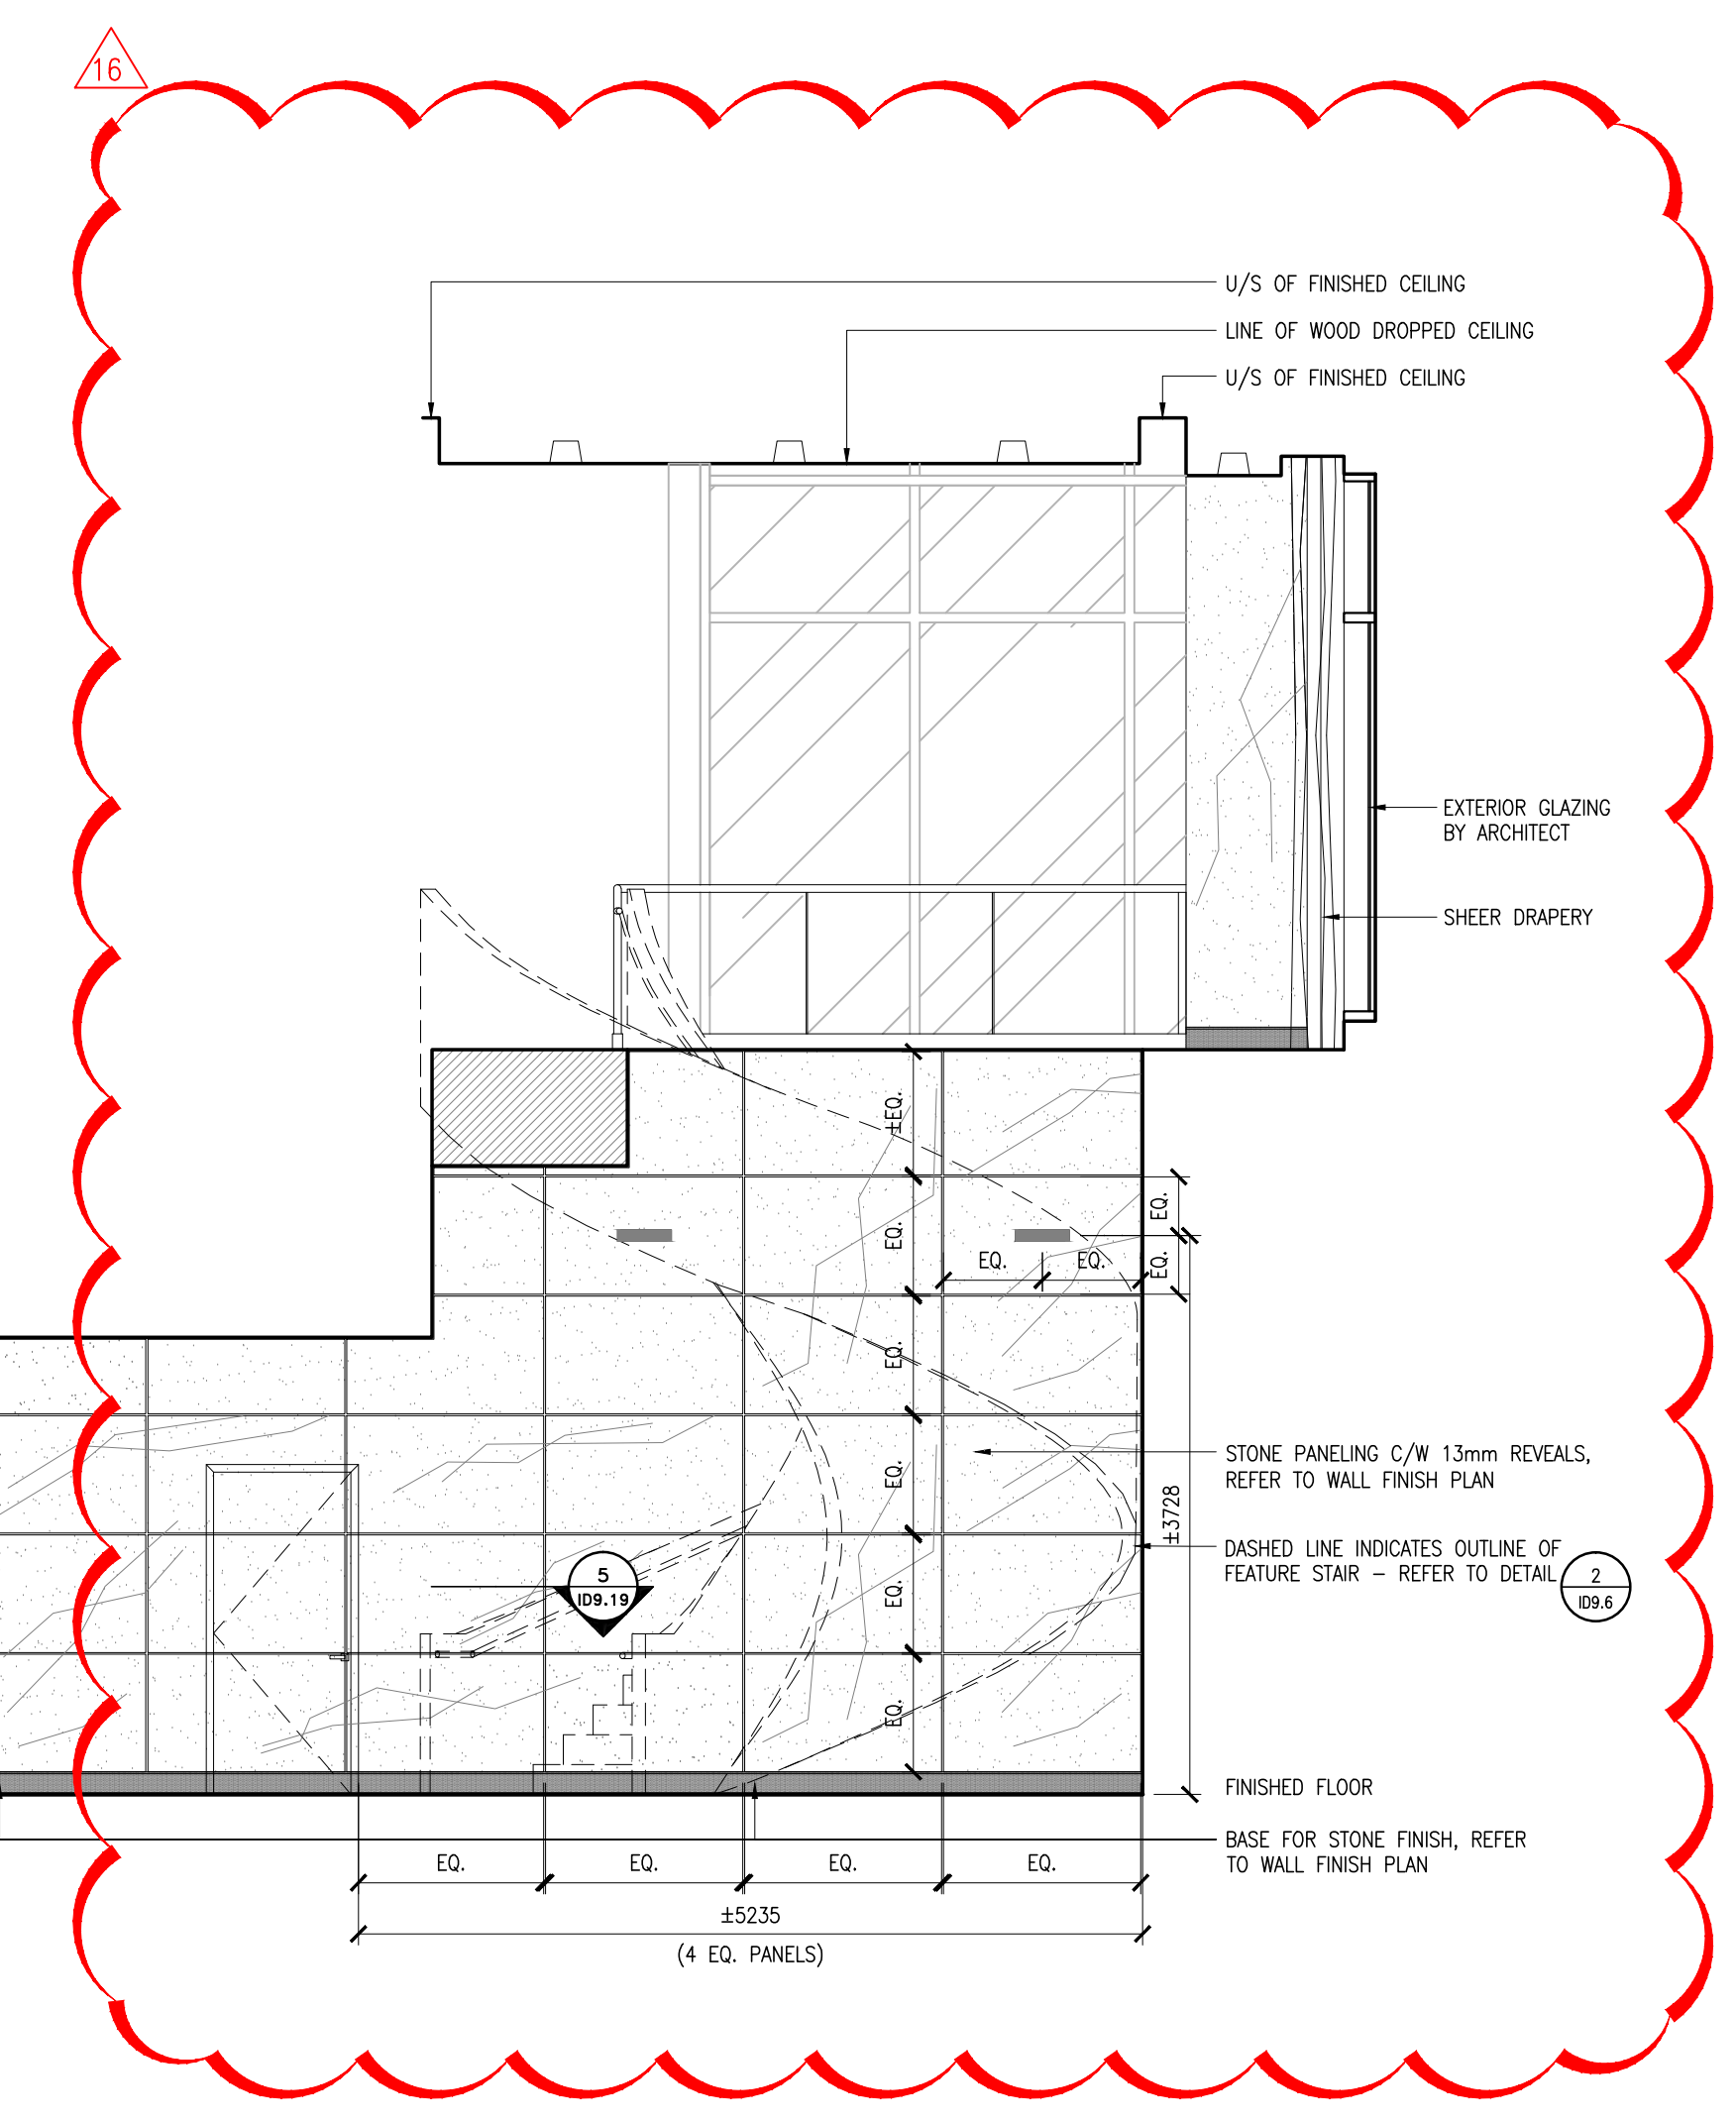 16
U/S OF FINISHED CEILING
LINE OF WOOD DROPPED CEILING
U/S OF FINISHED CEILING
EXTERIOR GLAZING
BY ARCHITECT
SHEER DRAPERY
±EQ.
EQ.
EQ.
EQ.
EQ.
EQ.
EQ.
EQ.
EQ.
EQ.
STONE PANELING C/W 13mm REVEALS,
REFER TO WALL FINISH PLAN
±3728
DASHED LINE INDICATES OUTLINE OF
FEATURE STAIR – REFER TO DETAIL
2
ID9.6
5
ID9.19
EQ.
FINISHED FLOOR
BASE FOR STONE FINISH, REFER
TO WALL FINISH PLAN
EQ.
EQ.
EQ.
EQ.
±5235
(4 EQ. PANELS)